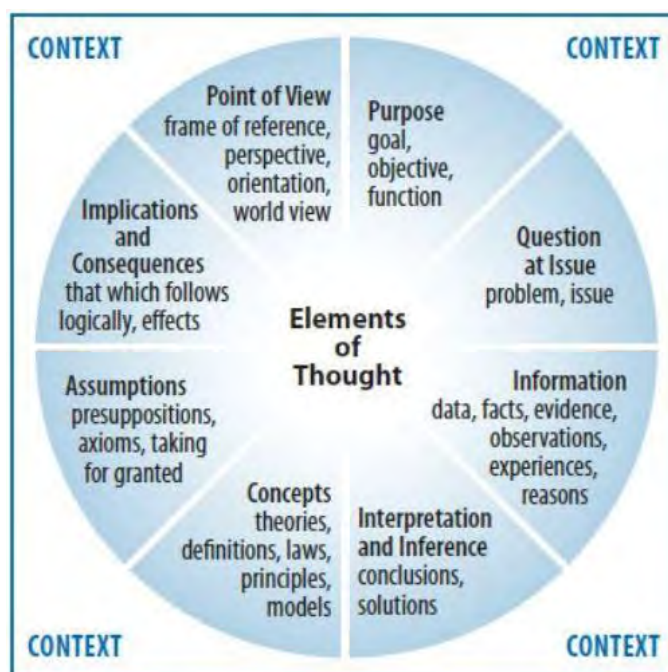 CONTEXT
CONTEXT
Point of View
frame of reference,
perspective,
orientation,
world view
Purpose
goal,
objective,
function
Question
at Issue
problem, issue
Information
data, facts, evidence,
observations,
experiences,
reasons
Interpretation
and Inference
conclusions,
solutions
Concepts
theories,
definitions, laws,
principles,
models
Assumptions
presuppositions,
axioms, taking
for granted
Implications
and
Consequences
that which follows
logically, effects
Elements
of
Thought
CONTEXT
CONTEXT